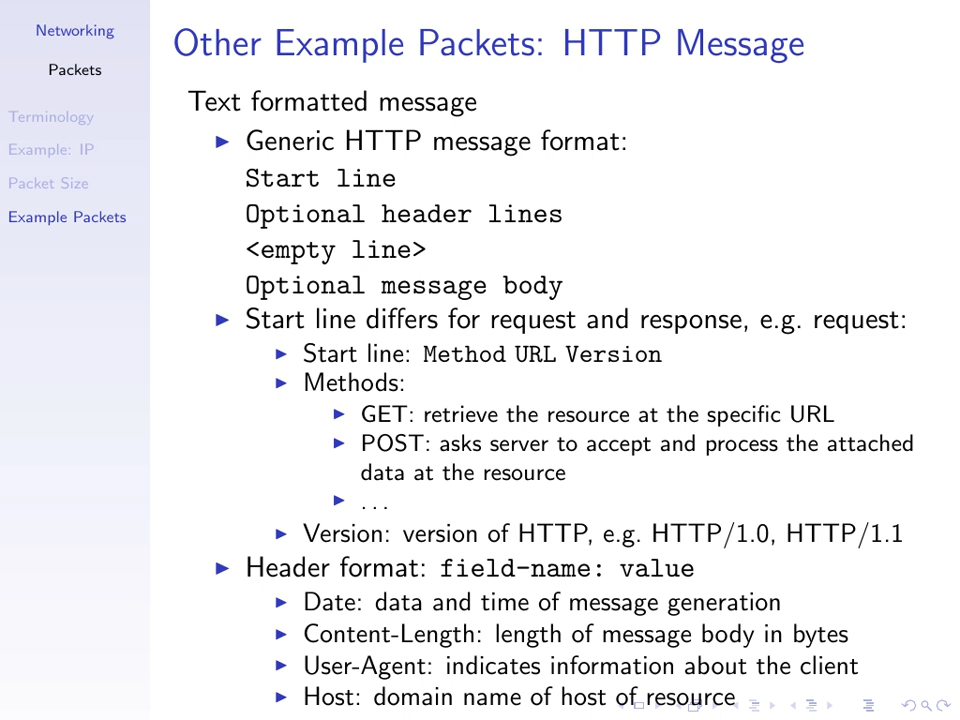 Networking
Packets
Terminology
Example: IP
Packet Size
Example Packets
Other Example Packets: HTTP Message
Text formatted message
Generic HTTP message format:
Start line
Optional header lines
<empty line>
Optional message body
Start line differs for request and response, e.g. request:
Start line: Method URL Version
Methods:
GET: retrieve the resource at the specific URL
POST: asks server to accept and process the attached
data at the resource
...
Version: version of HTTP, e.g. HTTP/1.0, HTTP/1.1
Header format: field-name: value
Date: data and time of message generation
Content-Length: length of message body in bytes
User-Agent: indicates information about the client
Host: domain name of host of resource